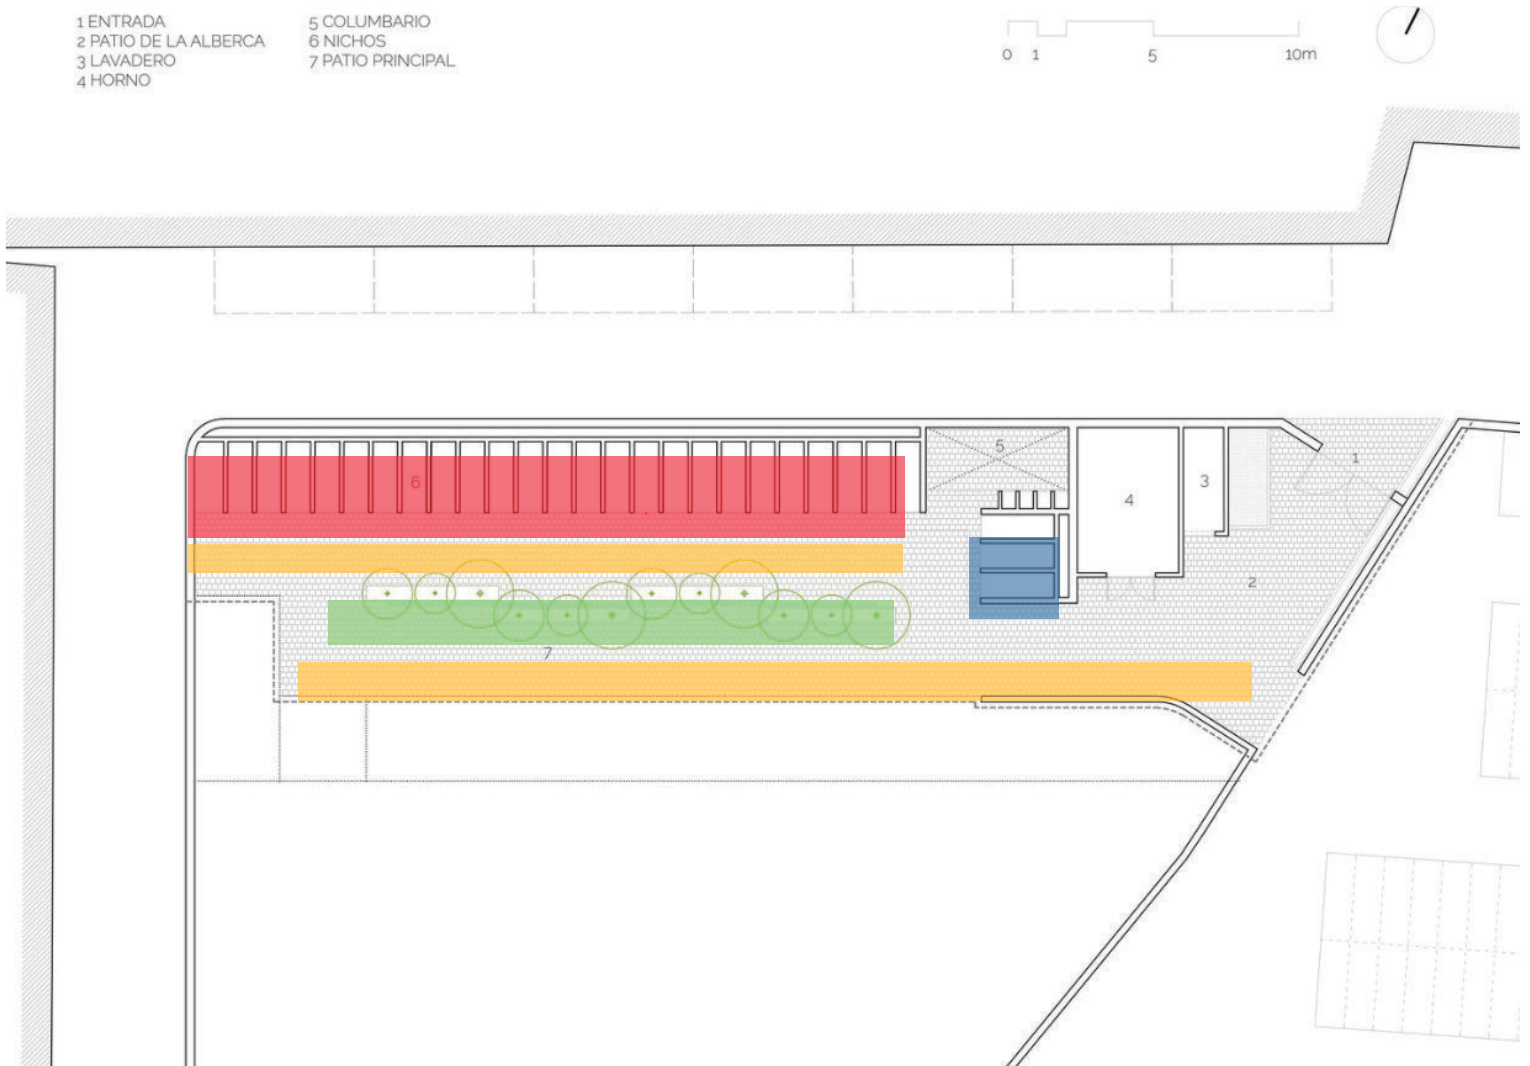 1 ENTRADA
2 PATIO DE LA ALBERCA
3 LAVADERO
4 HORNO
5 COLUMBARIO
6 NICHOS
7 PATIO PRINCIPAL
0 1 5 10m
5
1
6
3
4
2
7